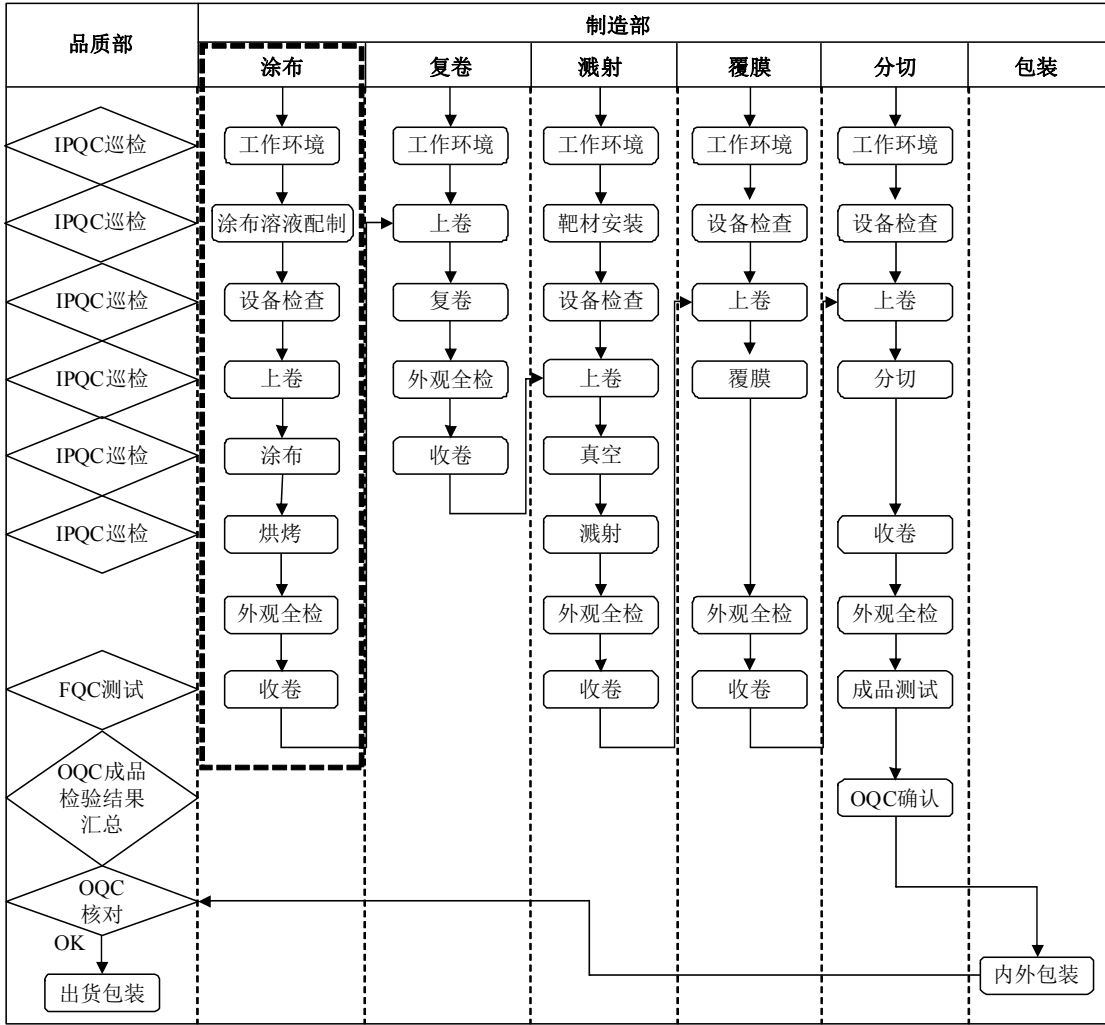 品质部
制造部
涂布
复卷
溅射
覆膜
分切
包装
IPQC巡检
工作环境
工作环境
工作环境
工作环境
工作环境
IPQC巡检
涂布溶液配制
上卷
靶材安装
设备检查
设备检查
IPQC巡检
设备检查
复卷
设备检查
上卷
上卷
IPQC巡检
上卷
外观全检
上卷
覆膜
分切
IPQC巡检
涂布
收卷
真空
IPQC巡检
烘烤
溅射
收卷
外观全检
外观全检
外观全检
外观全检
FQC测试
收卷
收卷
收卷
成品测试
OQC成品
检验结果
汇总
OQC确认
OQC
核对
OK
出货包装
内外包装